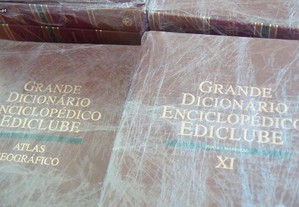 GRANDE
DICIONÁRIO
ENCICLOPÉDICO
EDICLUBE
ATLAS
GEOGRÁFICO
GRANDE
DICIONÁRIO
ENCICLOPÉDICO
EDICLUBE
XI